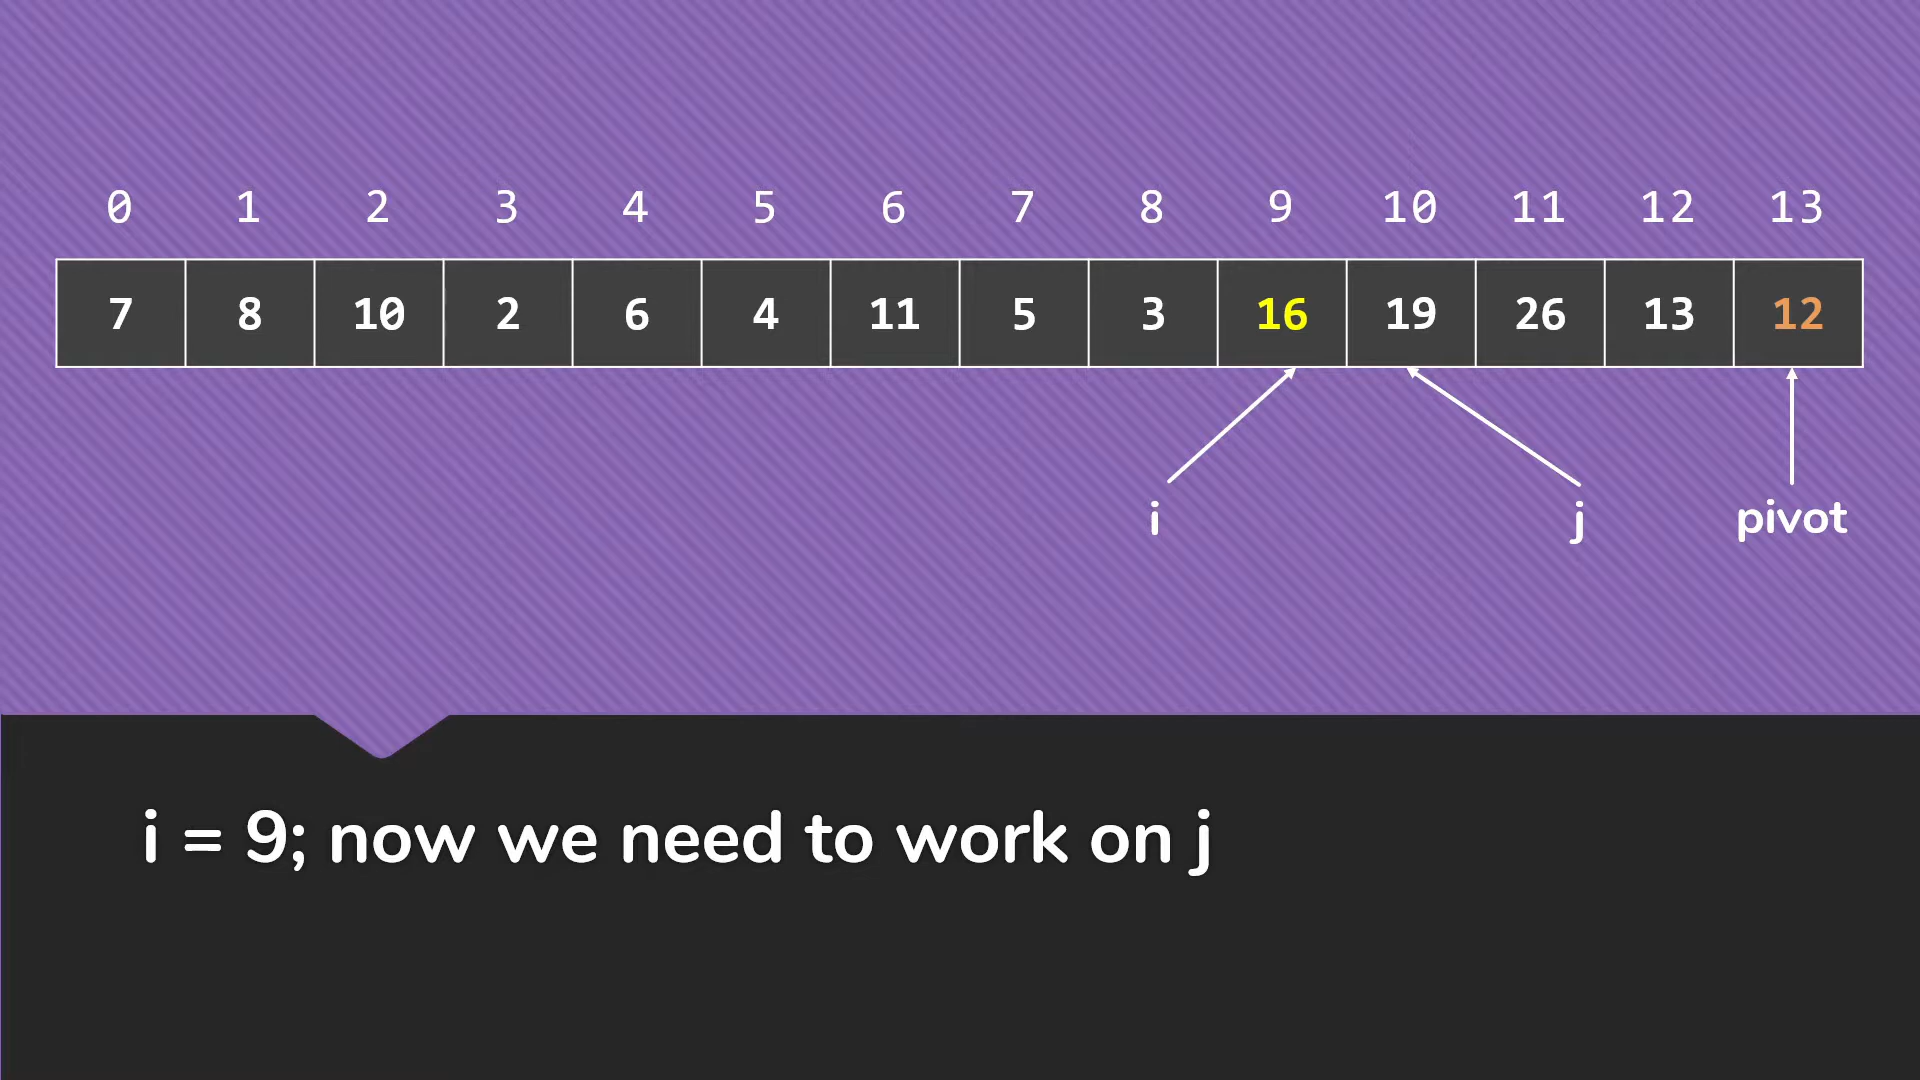 0 1 2 3 4 5 6 7 8 9 10 11 12 13
7 8 10 2 6 4 11 5 3 16 19 26 13 12
i j pivot
i = 9; now we need to work on j